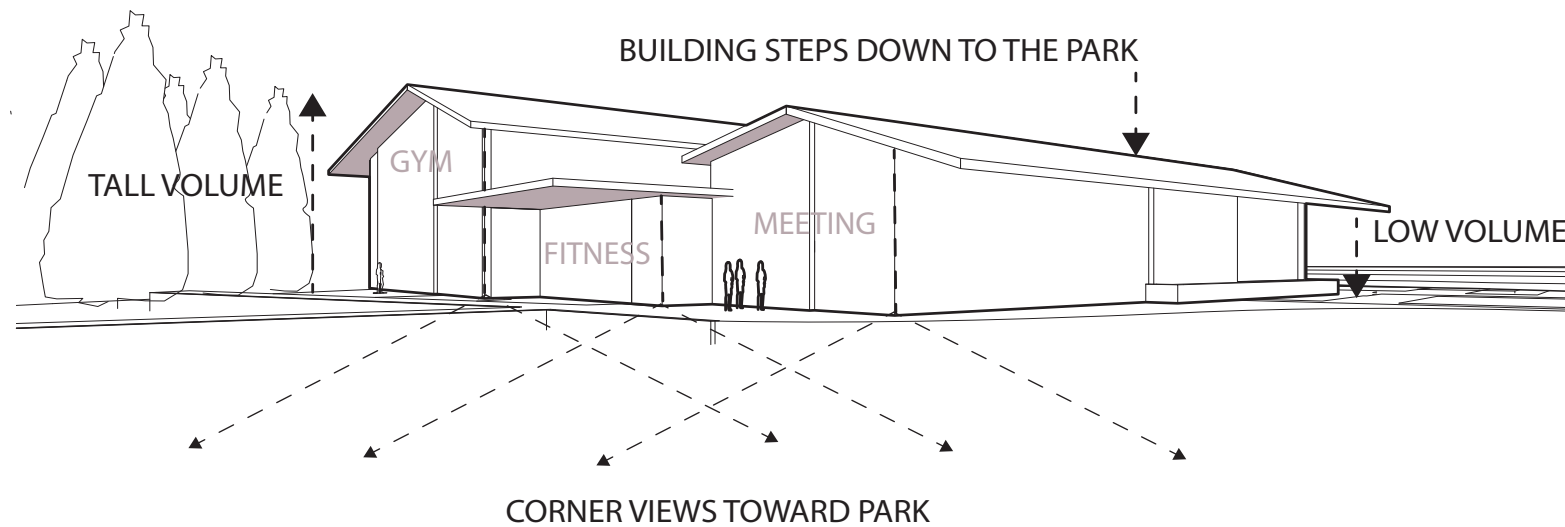 BUILDING STEPS DOWN TO THE PARK
GYM
TALL VOLUME
MEETING
LOW VOLUME
FITNESS
CORNER VIEWS TOWARD PARK